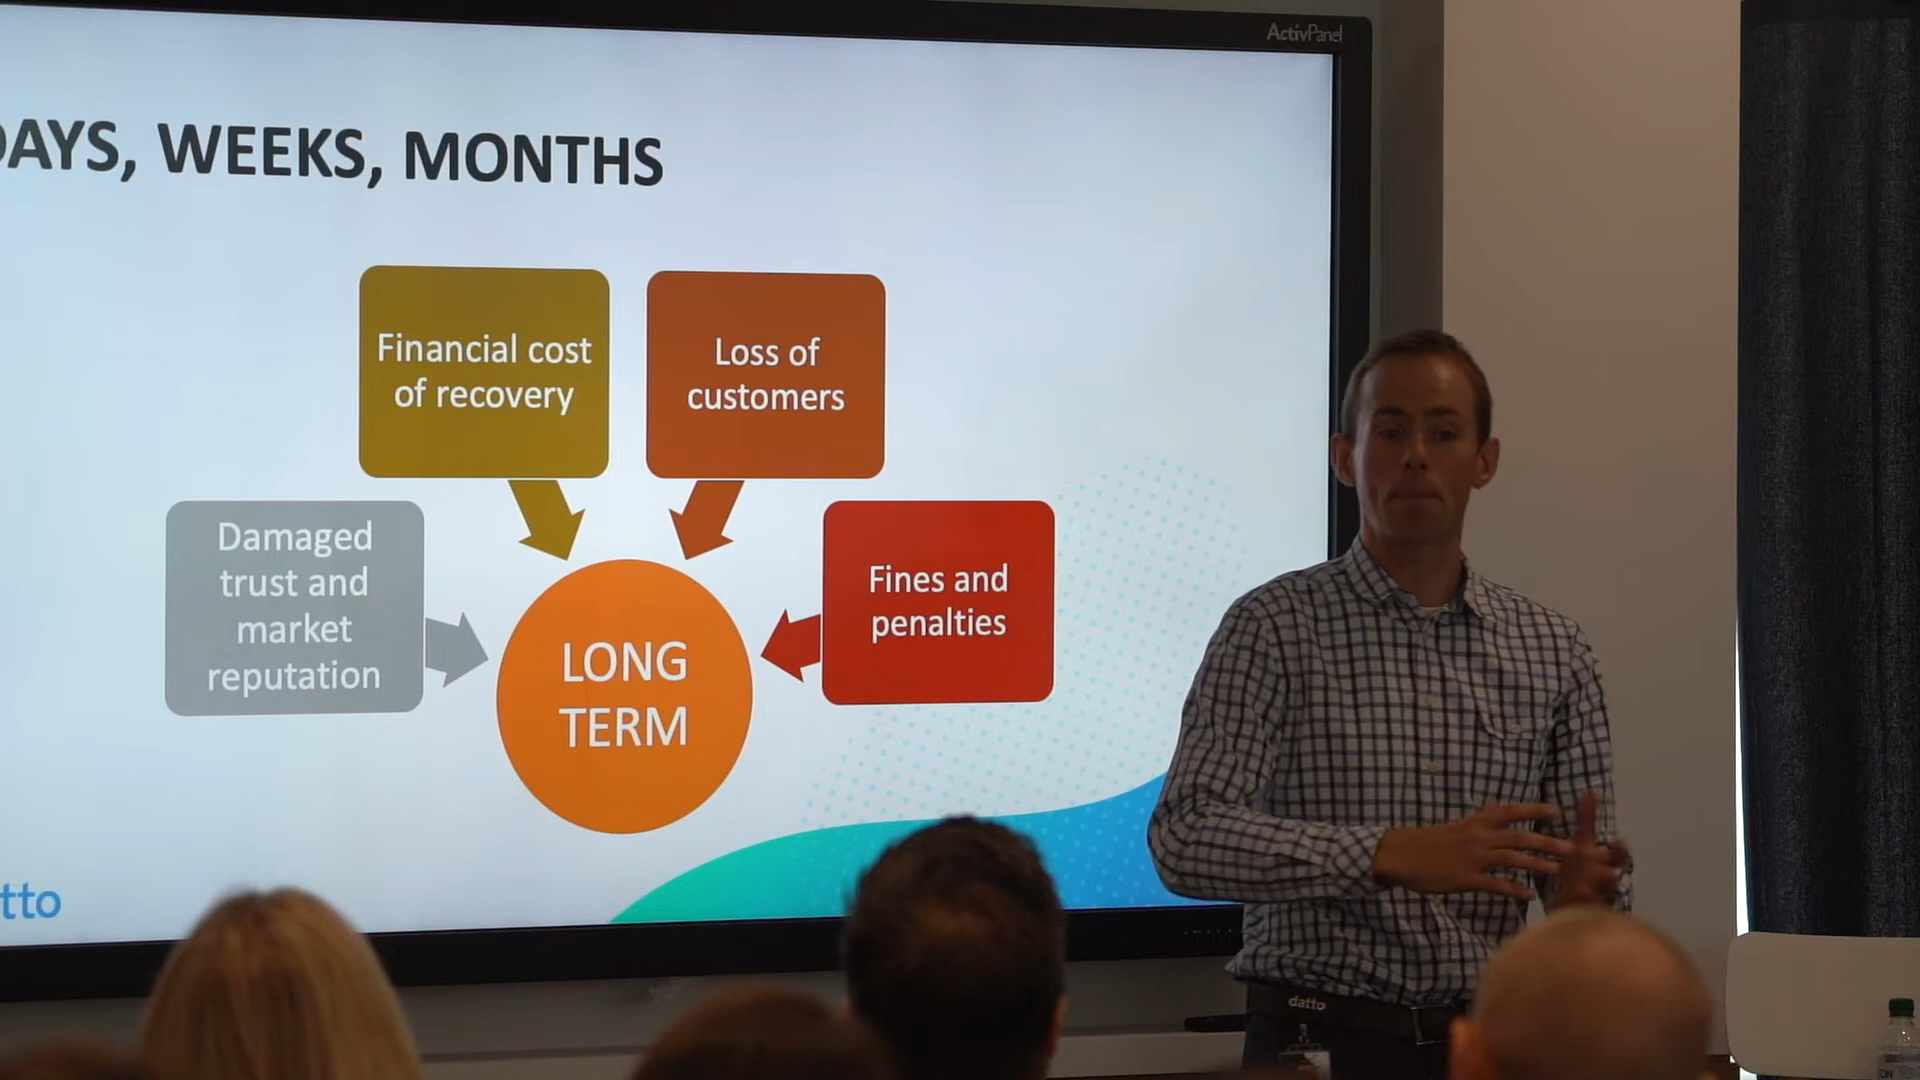 ActivPanel
DAYS, WEEKS, MONTHS
Financial cost
of recovery
Loss of
customers
Damaged
trust and
market
reputation
Fines and
penalties
LONG
TERM
tto
datto